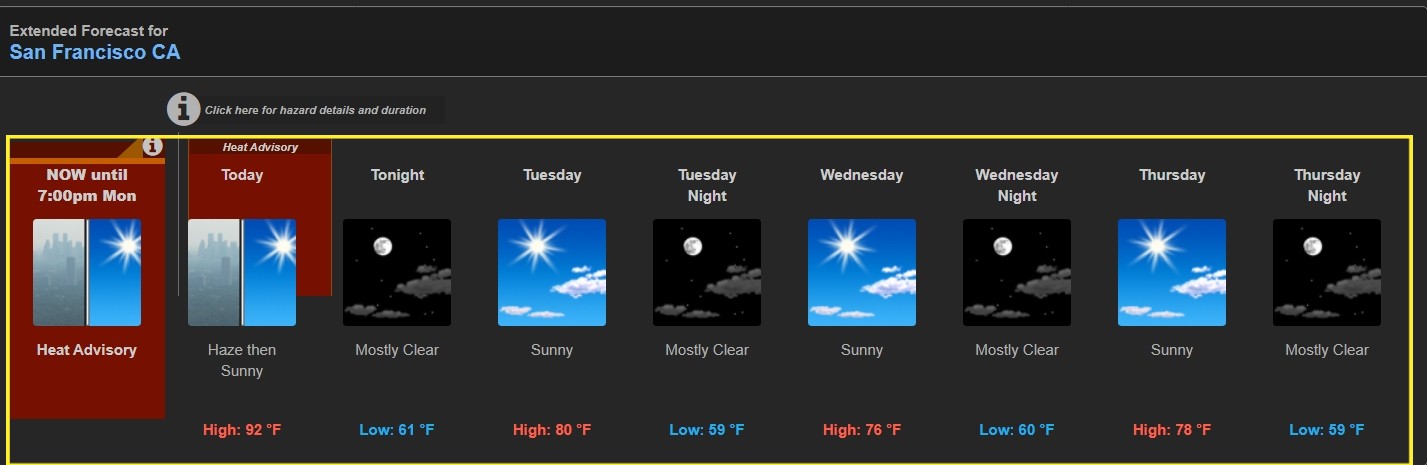 Extended Forecast for
San Francisco CA
Click here for hazard details and duration
Heat Advisory
NOW until
7:00pm Mon
Heat Advisory
Today
Haze then
Sunny
High: 92 °F
Tonight
Mostly Clear
Low: 61 °F
Tuesday
Sunny
High: 80 °F
Tuesday
Night
Mostly Clear
Low: 59 °F
Wednesday
Sunny
High: 76 °F
Wednesday
Night
Mostly Clear
Low: 60 °F
Thursday
Sunny
High: 78 °F
Thursday
Night
Mostly Clear
Low: 59 °F